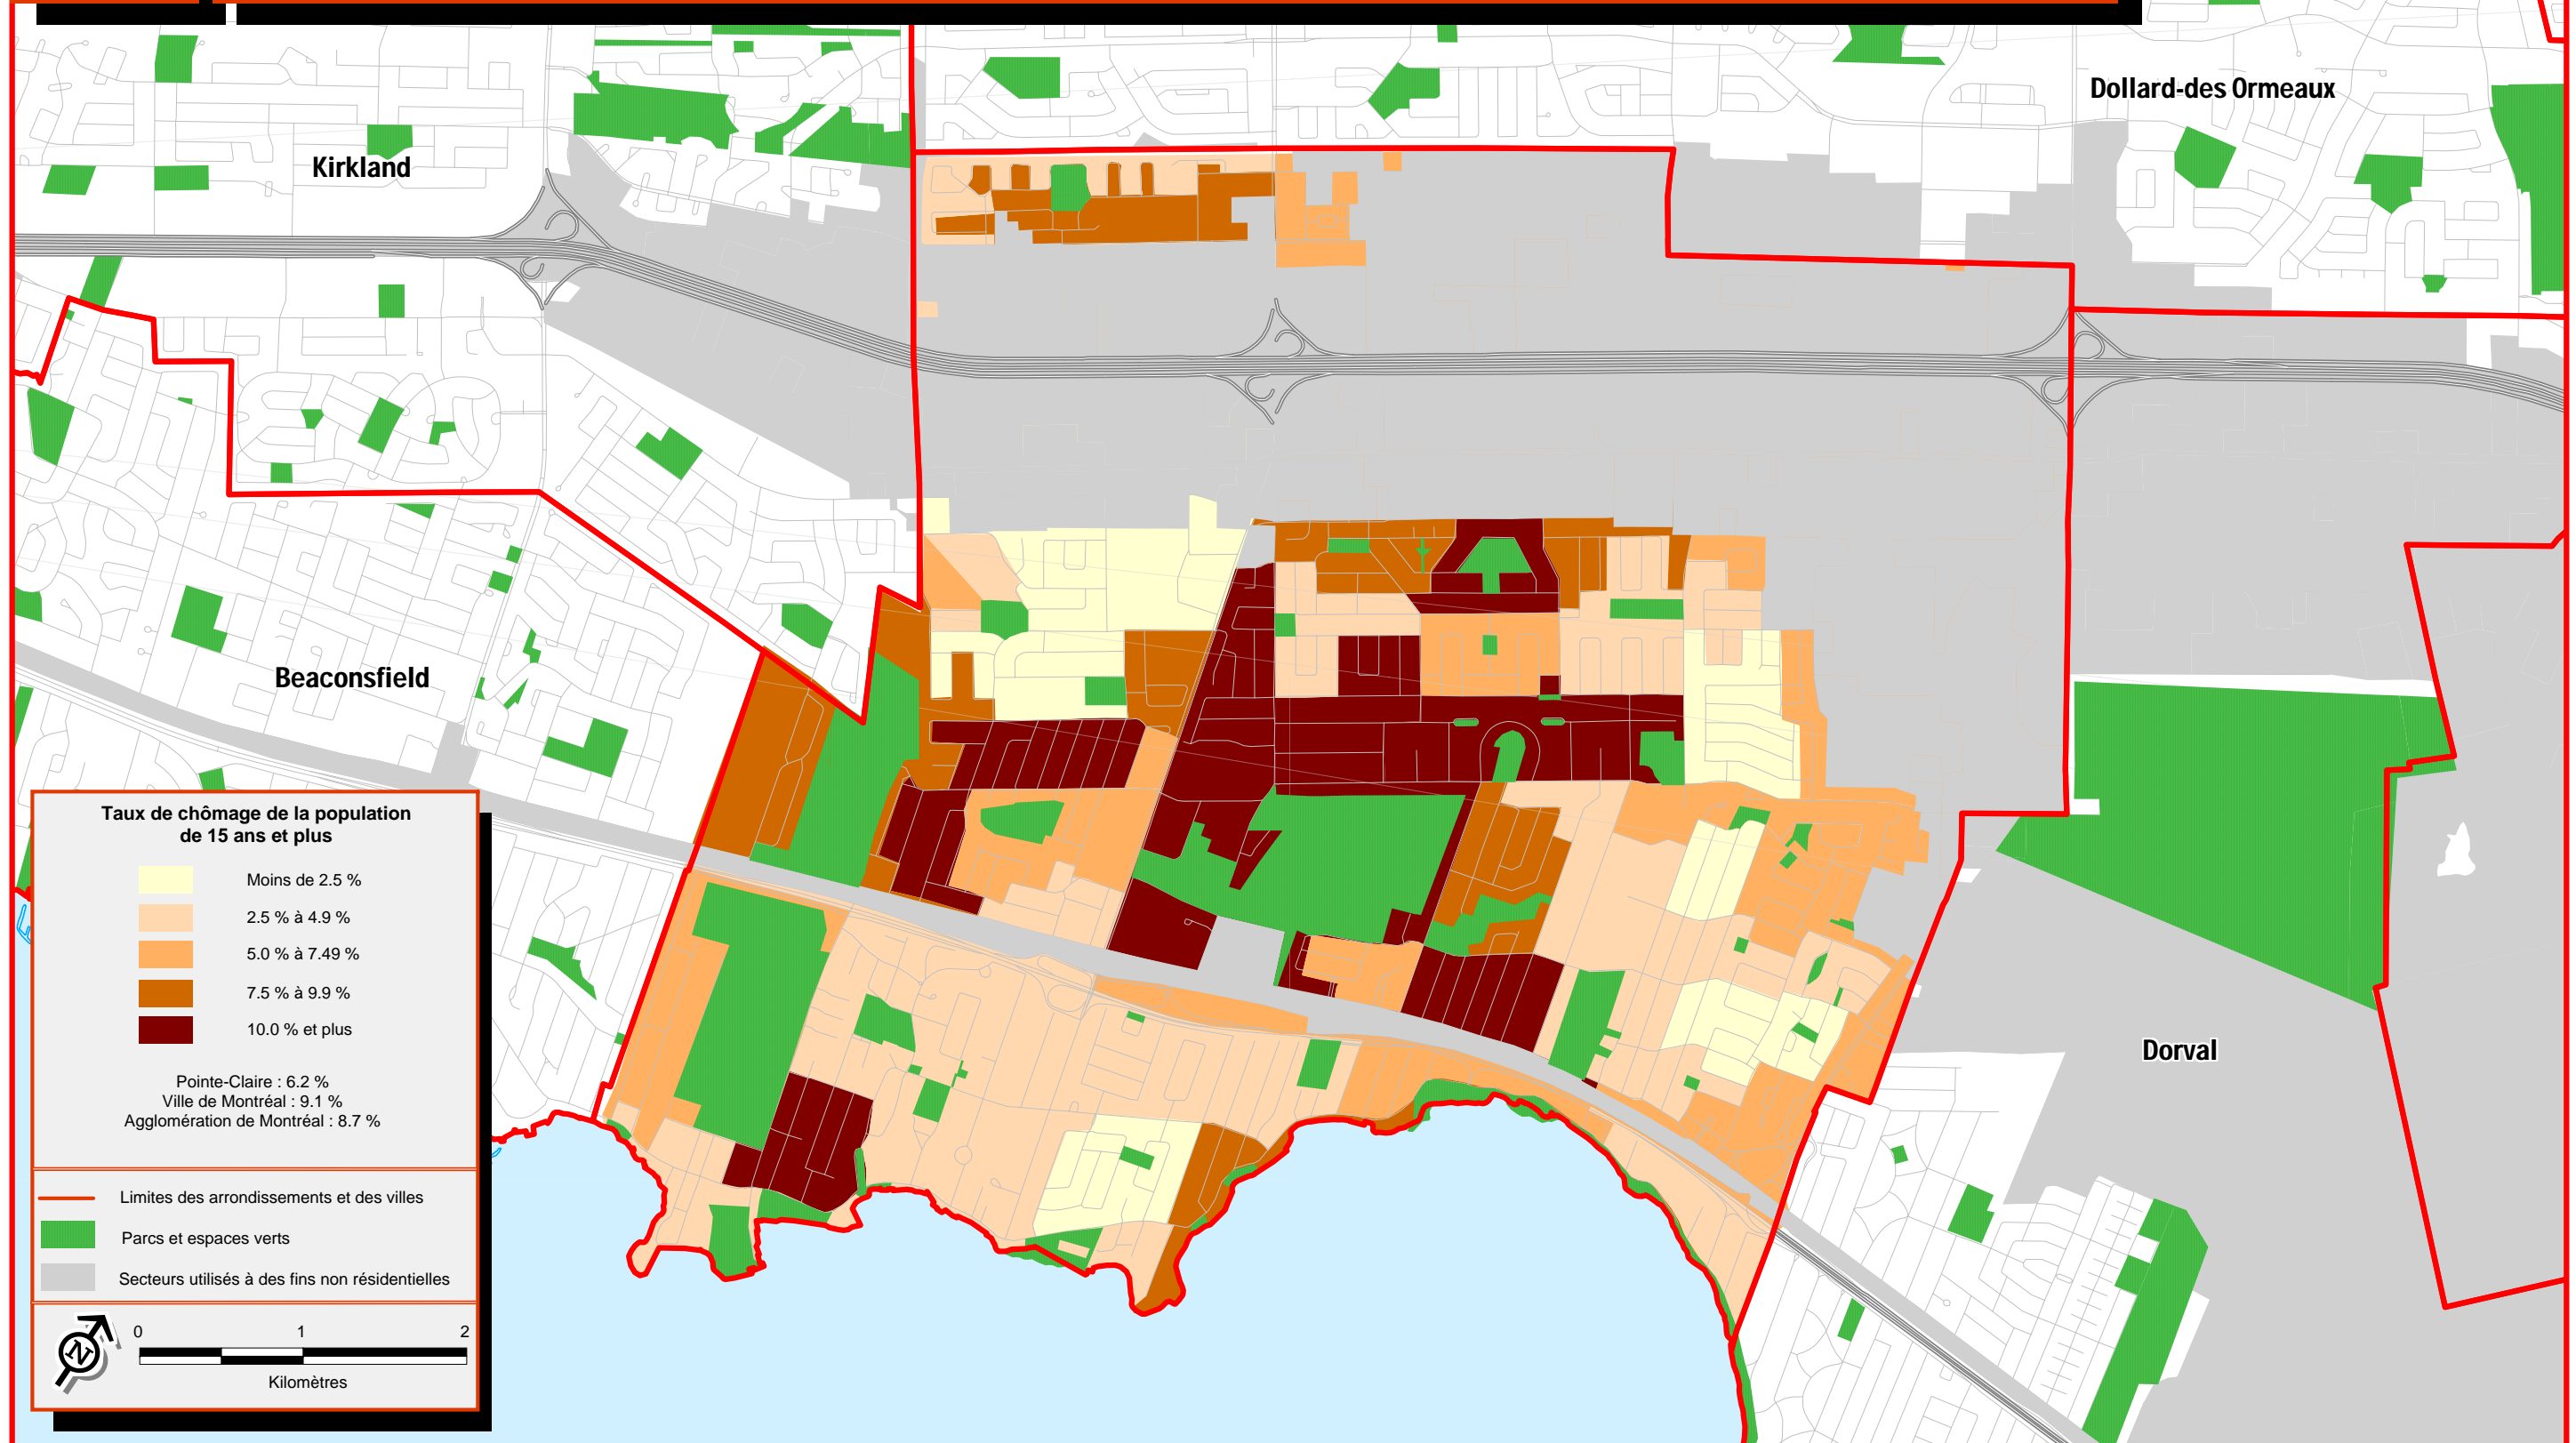 Dollard-des Ormeaux
Kirkland
Beaconsfield
Dorval
Taux de chômage de la population
de 15 ans et plus
Moins de 2.5 %
2.5 % à 4.9 %
5.0 % à 7.49 %
7.5 % à 9.9 %
10.0 % et plus
Pointe-Claire : 6.2 %
Ville de Montréal : 9.1 %
Agglomération de Montréal : 8.7 %
Limites des arrondissements et des villes
Parcs et espaces verts
Secteurs utilisés à des fins non résidentielles
N
0 1 2
Kilomètres